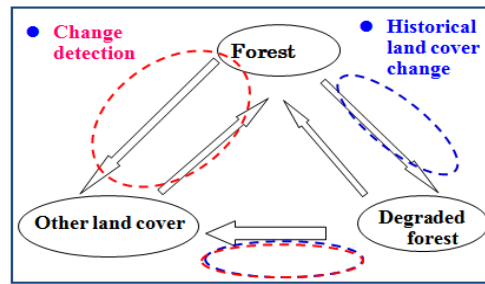 Change
detection
Forest
Historical
land cover
change
Other land cover
Degraded
forest